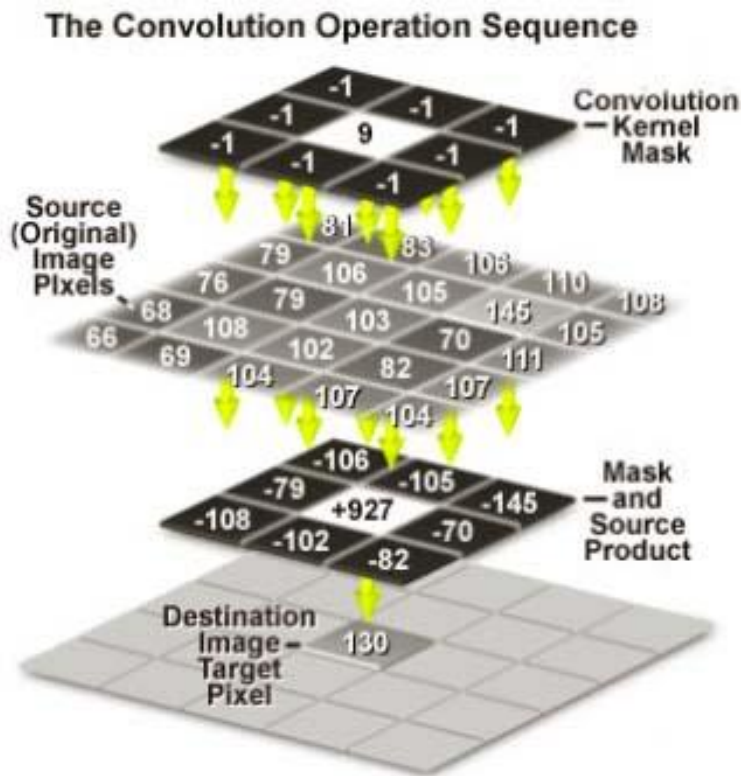 The Convolution Operation Sequence
-1
-1 -1
-1 9 -1
-1 -1
-1
Convolution
Kernel
Mask
Source
(Original)
Image
Pixels
81
79 83
76 106 106
68 79 105 110
66 108 103 145 108
69 102 70 105
104 82 111
107 107
104
-106
-79 -105
-108 +927 -145
-102 -70
-82
Mask
and
Source
Product
Destination
Image
Target
Pixel
130